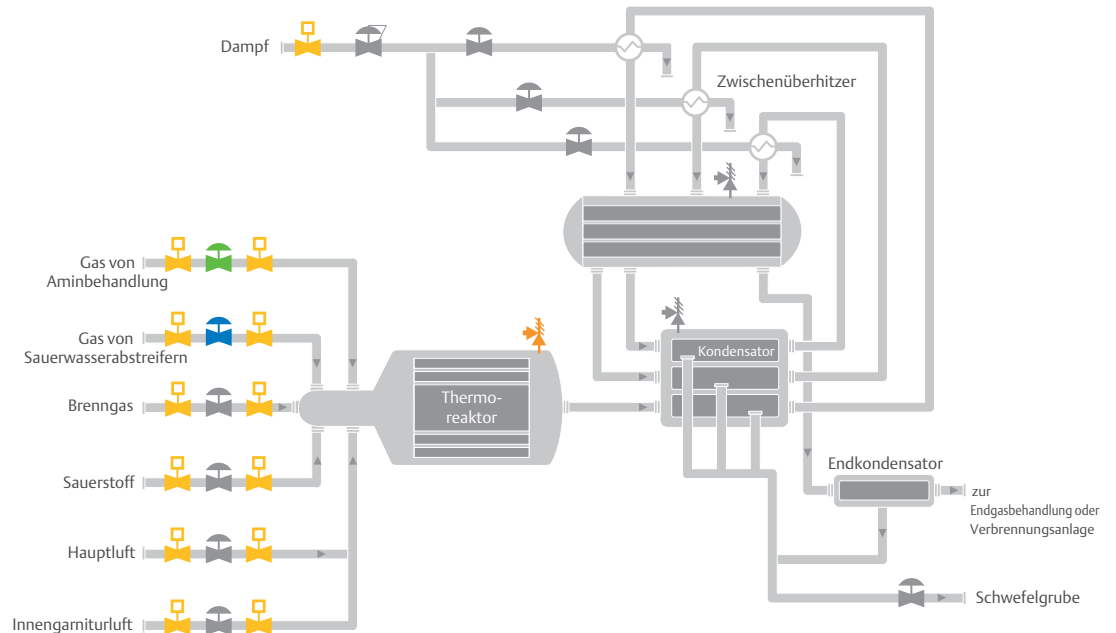 Dampf
Zwischenüberhitzer
Gas von
Aminbehandlung
Gas von
Sauerwasserabstreifern
Kondensator
Brenngas
Thermo-
reaktor
Sauerstoff
Endkondensator
zur
Endgasbehandlung oder
Verbrennungsanlage
Hauptluft
Schwefelgrube
Innengarniturluft